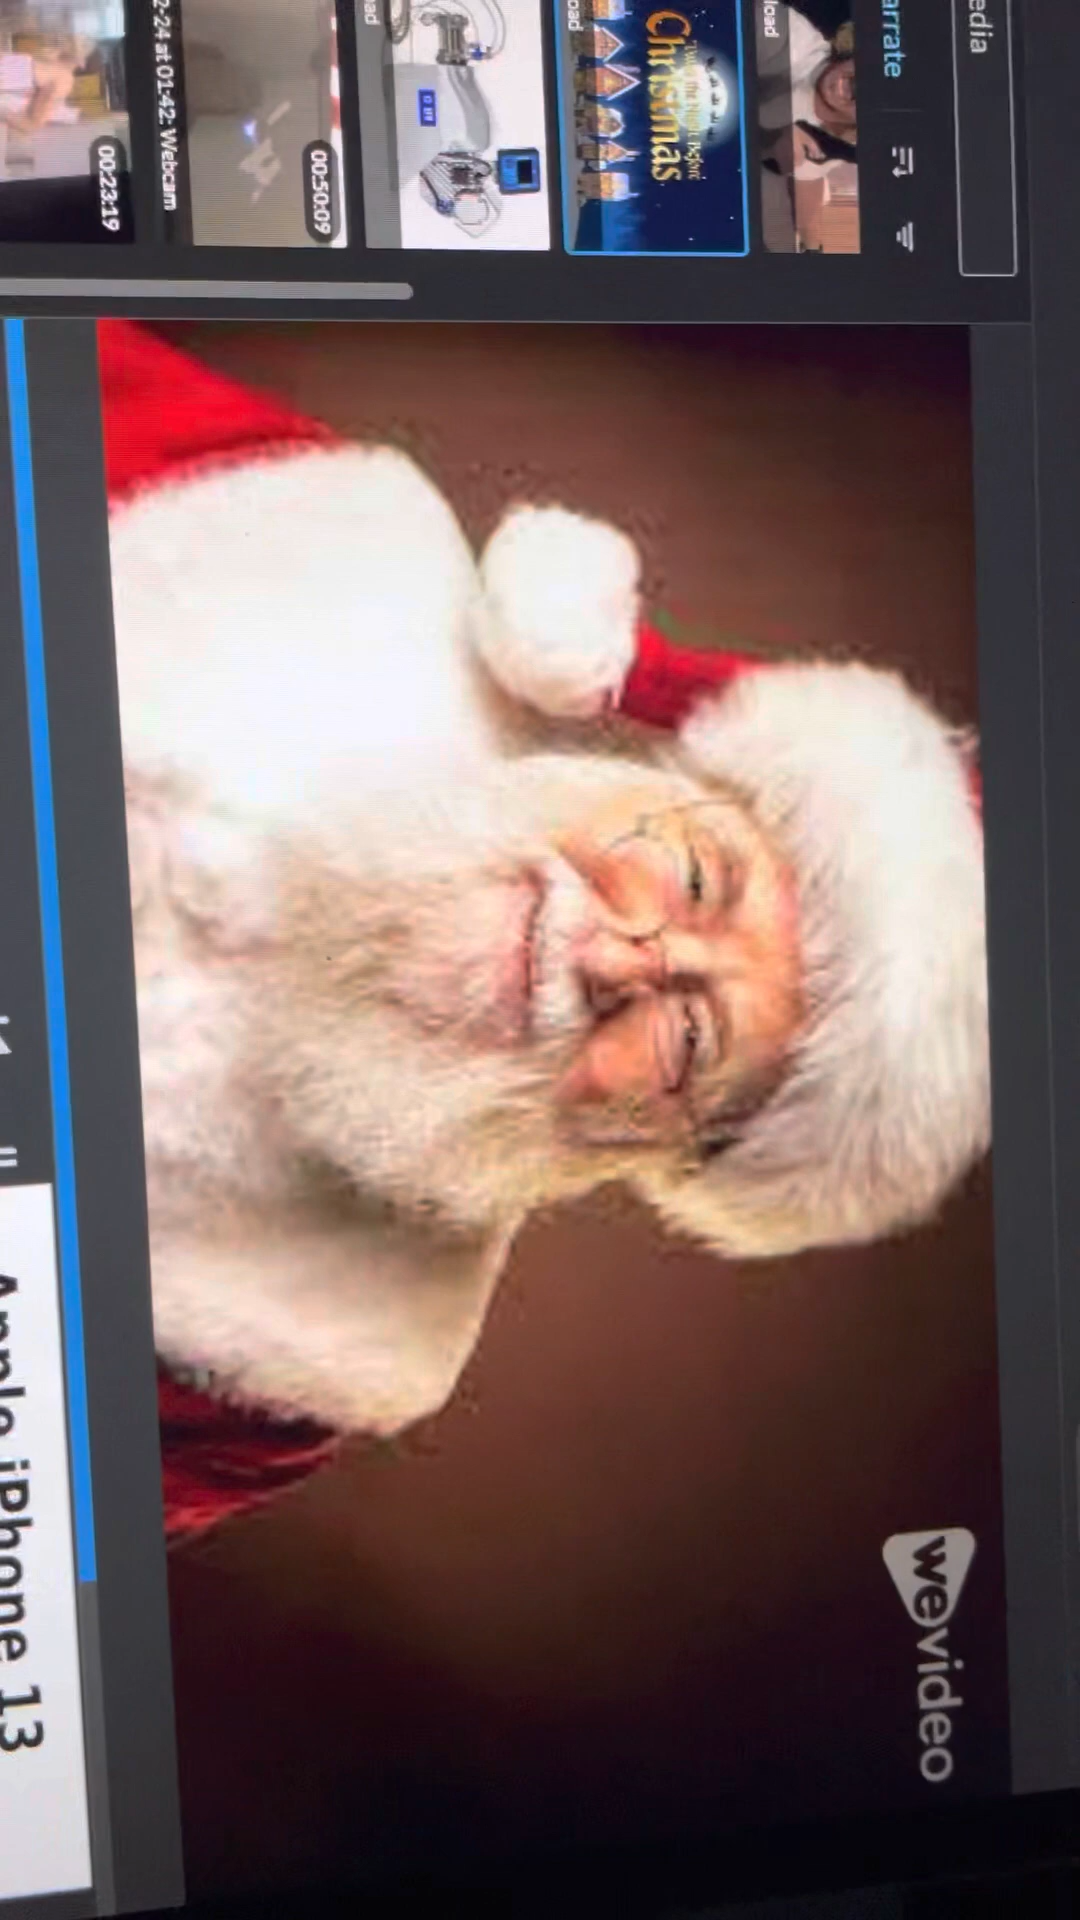 edia
arrate
load
'Twas the Night Before
Christmas
oad
oad
00:50:09
2-24 at 01:42: Webcam
00:23:19
wevideo
Apple iPhone 13